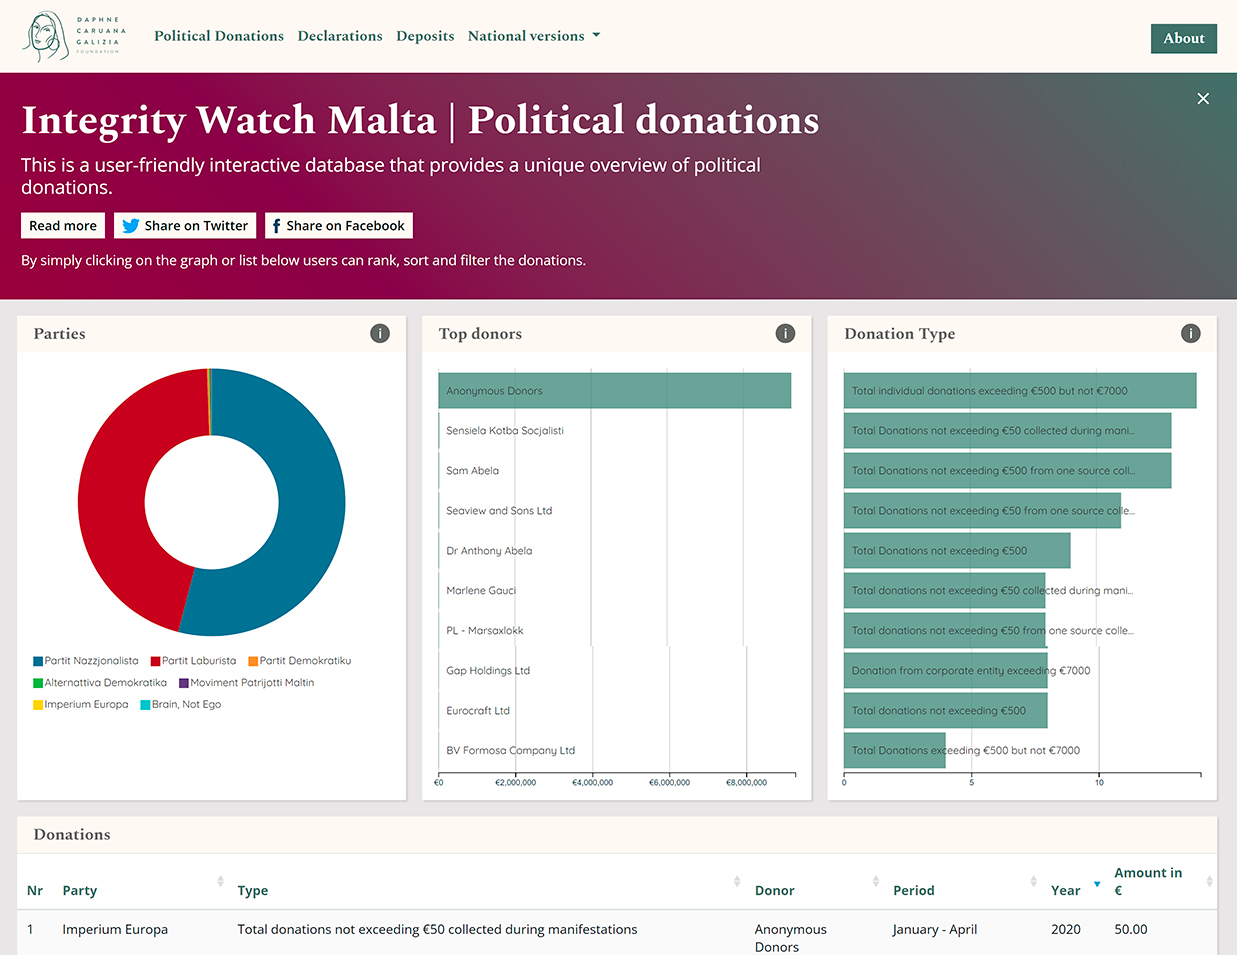 DAPHNE
CARUANA
GALIZIA
FOUNDATION
Political Donations
Declarations
Deposits
National versions
About
Integrity Watch Malta | Political donations
This is a user-friendly interactive database that provides a unique overview of political
donations.
Read more
Share on Twitter
Share on Facebook
By simply clicking on the graph or list below users can rank, sort and filter the donations.
Parties
i
Partit Nazzjonalista
Partit Laburista
Partit Demokratiku
Alternattiva Demokratika
Moviment Patrijotti Maltin
Imperium Europa
Brain, Not Ego
Top donors
i
Anonymous Donors
Sensiela Kotba Socjalisti
Sam Abela
Seaview and Sons Ltd
Dr Anthony Abela
Marlene Gauci
PL - Marsaxlokk
Gap Holdings Ltd
Eurocraft Ltd
BV Formosa Company Ltd
€0 €2,000,000 €4,000,000 €6,000,000 €8,000,000
Donation Type
i
Total individual donations exceeding €500 but not €7000
Total Donations not exceeding €50 collected during mani...
Total Donations not exceeding €500 from one source coll...
Total Donations not exceeding €50 from one source colle...
Total Donations not exceeding €500
Total donations not exceeding €50 collected during mani...
Total donations not exceeding €50 from one source colle...
Donation from corporate entity exceeding €7000
Total donations not exceeding €500
Total Donations exceeding €500 but not €7000
0 5 10
Donations
Nr Party Type Donor Period Year Amount in
€
1 Imperium Europa Total donations not exceeding €50 collected during manifestations Anonymous January - April 2020 50.00
Donors